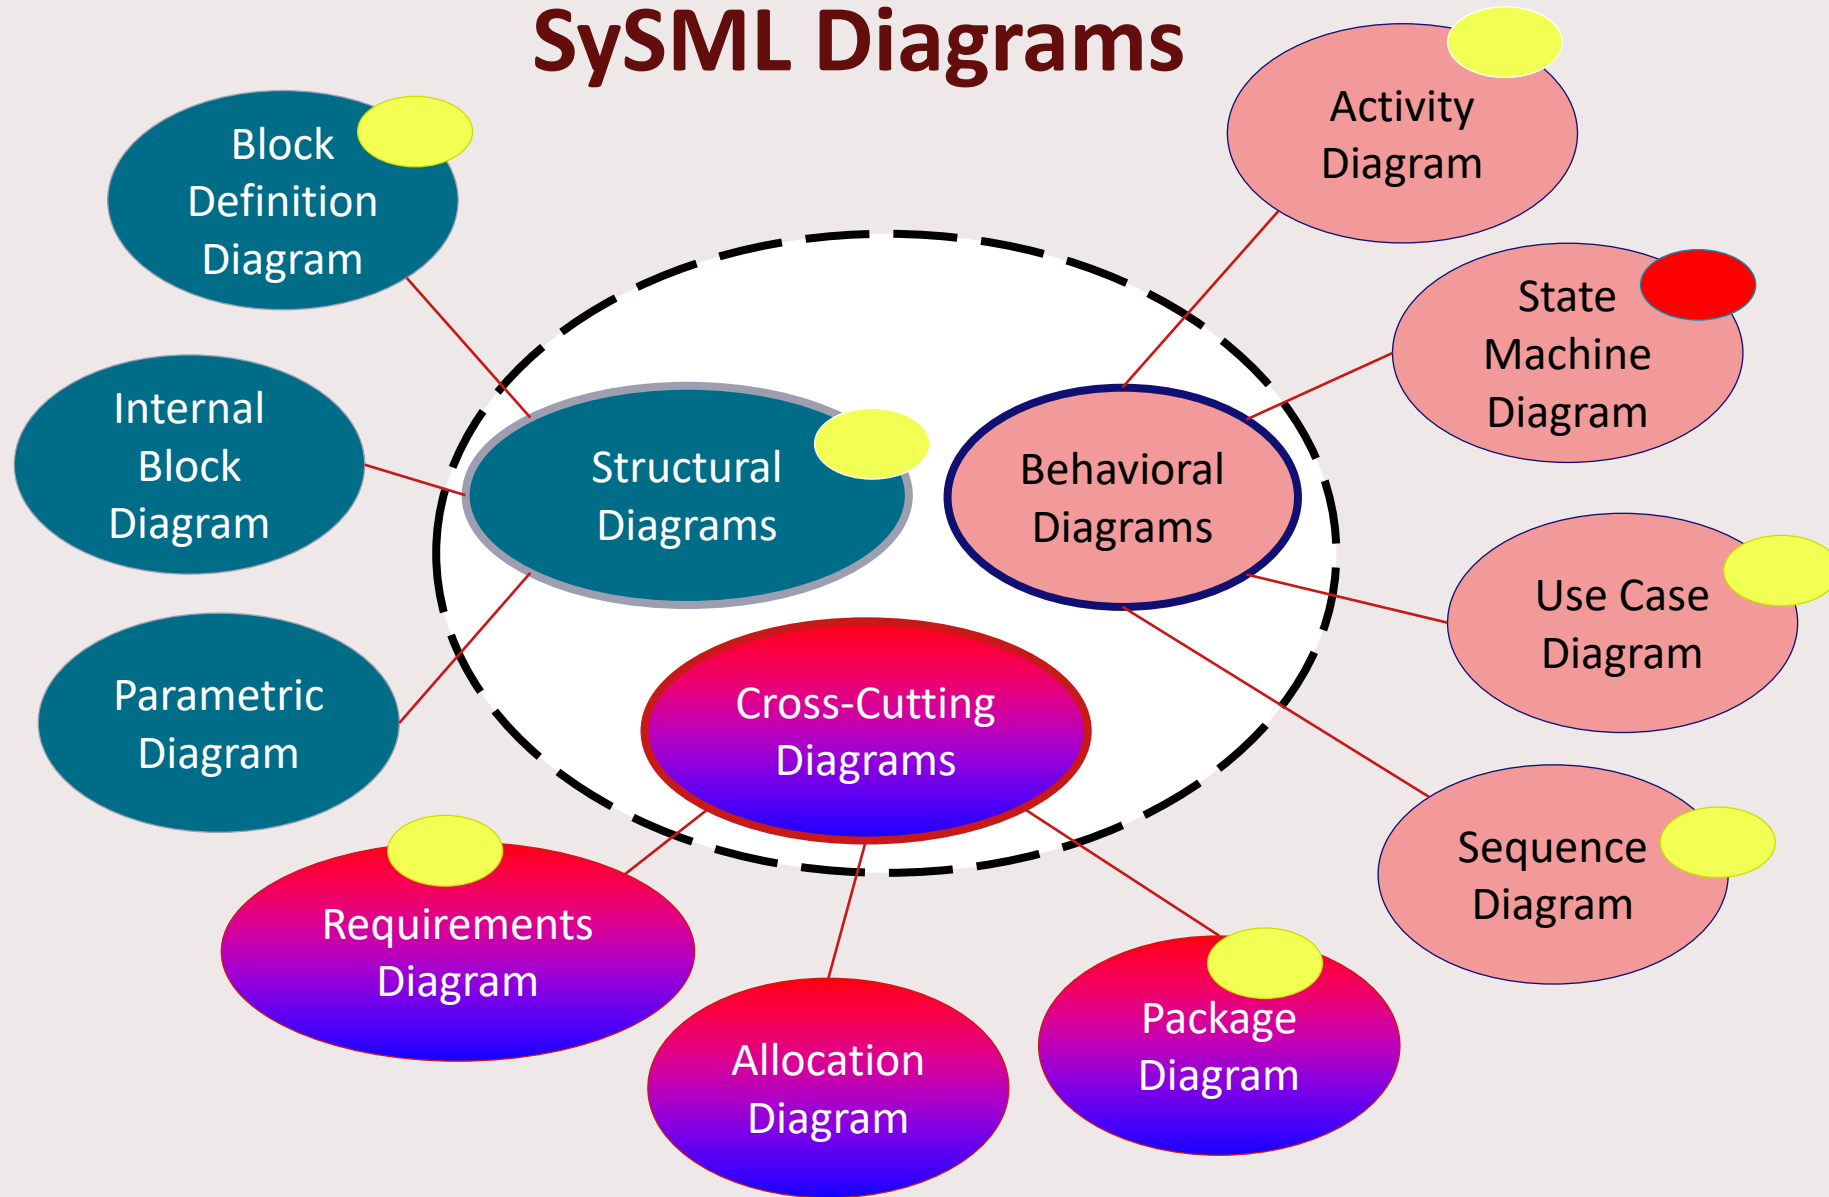 SySML Diagrams
Block
Definition
Diagram
Internal
Block
Diagram
Parametric
Diagram
Structural
Diagrams
Behavioral
Diagrams
Cross-Cutting
Diagrams
Activity
Diagram
State
Machine
Diagram
Use Case
Diagram
Sequence
Diagram
Requirements
Diagram
Allocation
Diagram
Package
Diagram